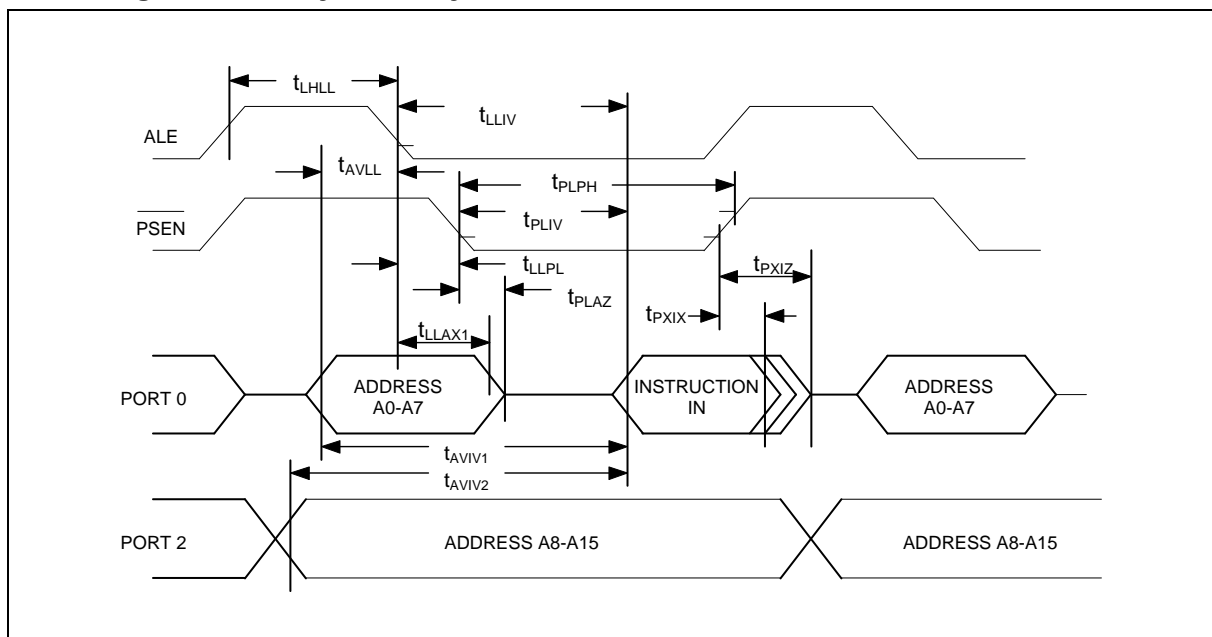 tLHLL
tLLIV
ALE
tAVLL
tPLPH
PSEN
tPLIV
tLLPL
tPXIZ
tPLAZ
tPXIX
tLLAX1
PORT 0
ADDRESS
A0-A7
INSTRUCTION
IN
ADDRESS
A0-A7
tAVIV1
tAVIV2
PORT 2
ADDRESS A8-A15
ADDRESS A8-A15